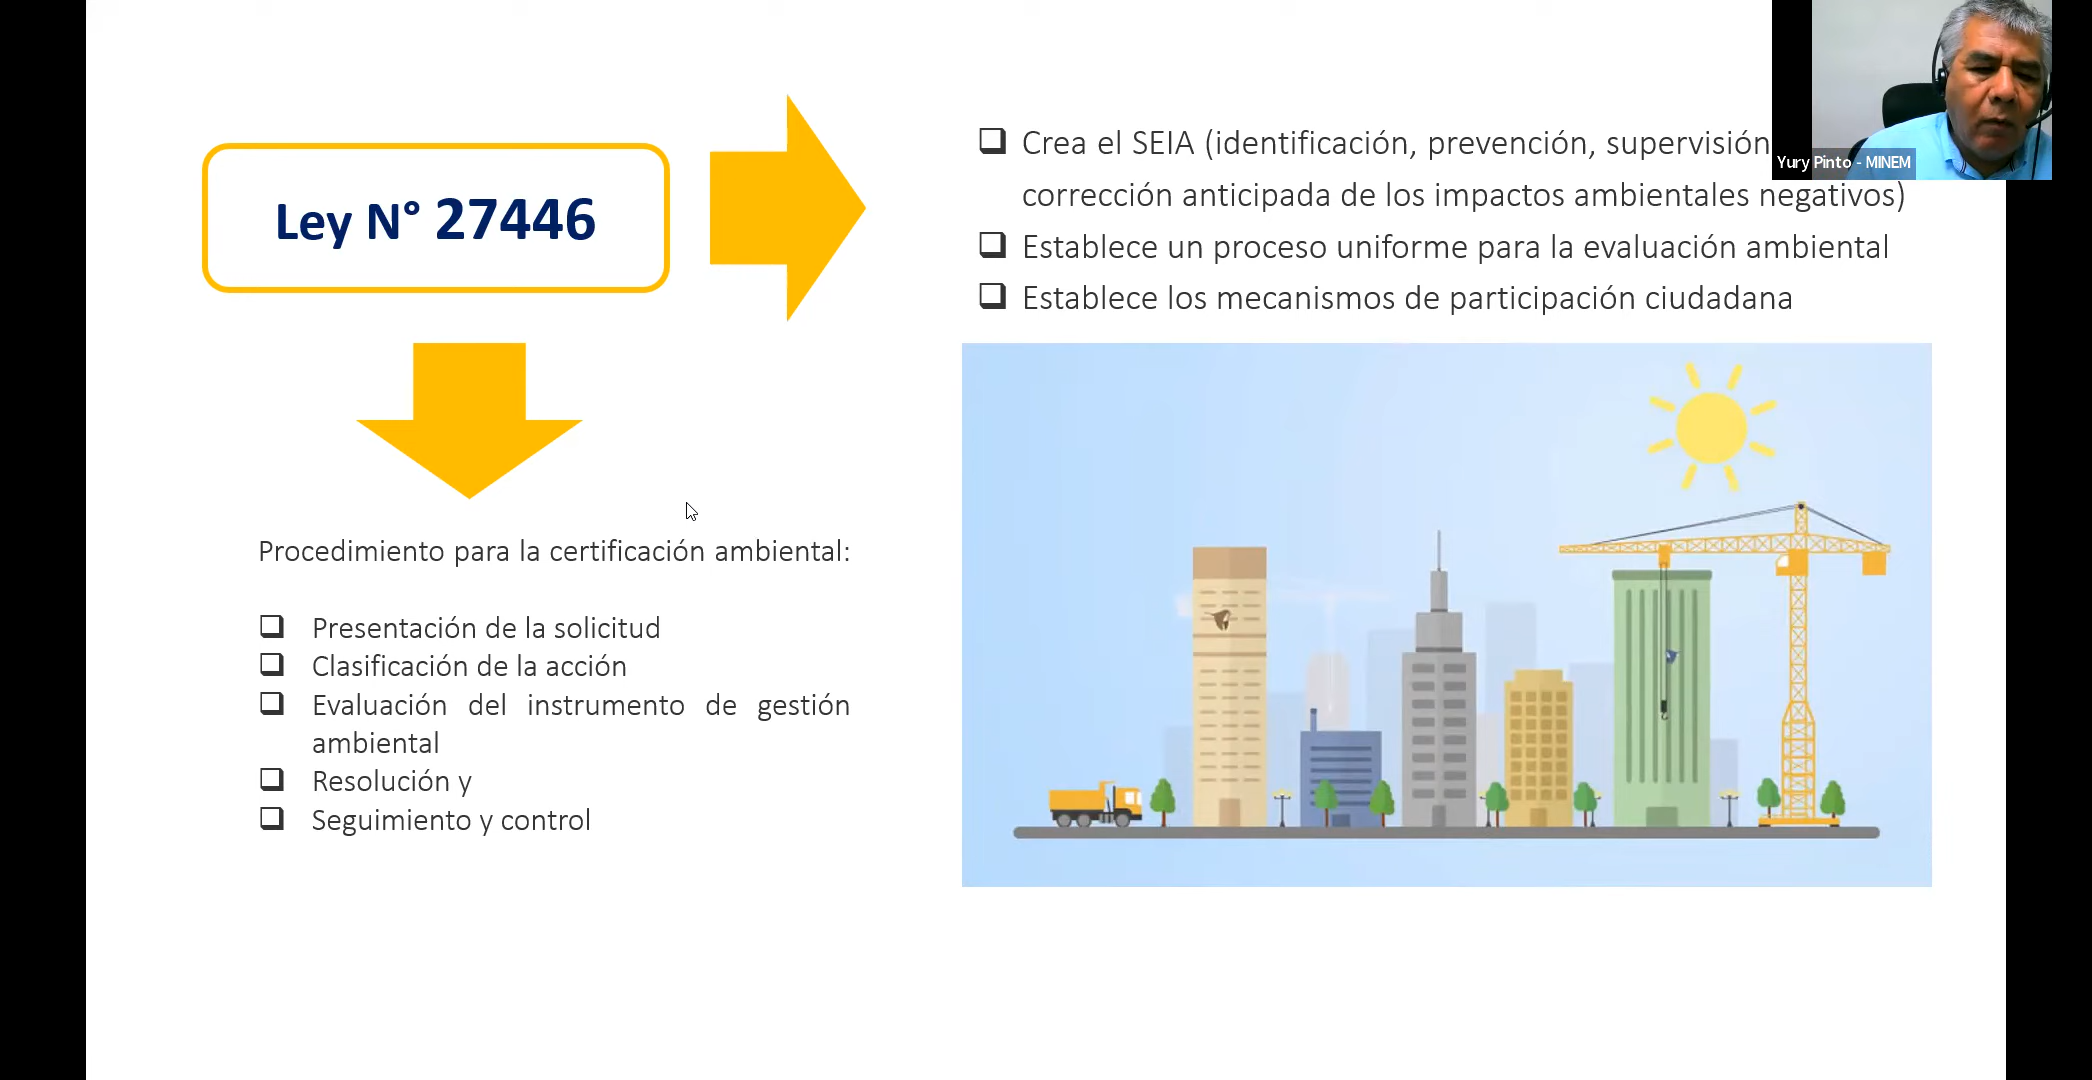 Ley N° 27446
Crea el SEIA (identificación, prevención, supervisión
corrección anticipada de los impactos ambientales negativos)
Establece un proceso uniforme para la evaluación ambiental
Establece los mecanismos de participación ciudadana
Yury Pinto - MINEM
Procedimiento para la certificación ambiental:
Presentación de la solicitud
Clasificación de la acción
Evaluación del instrumento de gestión
ambiental
Resolución y
Seguimiento y control